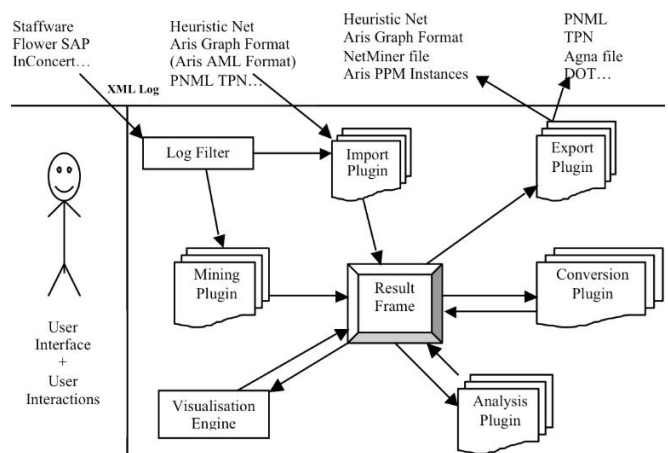 Staffware
Flower SAP
InConcert…
Heuristic Net
Aris Graph Format
(Aris AML Format)
PNML TPN…
Heuristic Net
Aris Graph Format
NetMiner file
Aris PPM Instances
PNML
TPN
Agna file
DOT…
XML Log
Log Filter
Import
Plugin
Export
Plugin
Mining
Plugin
Result
Frame
Conversion
Plugin
User
Interface
+
User
Interactions
Visualisation
Engine
Analysis
Plugin